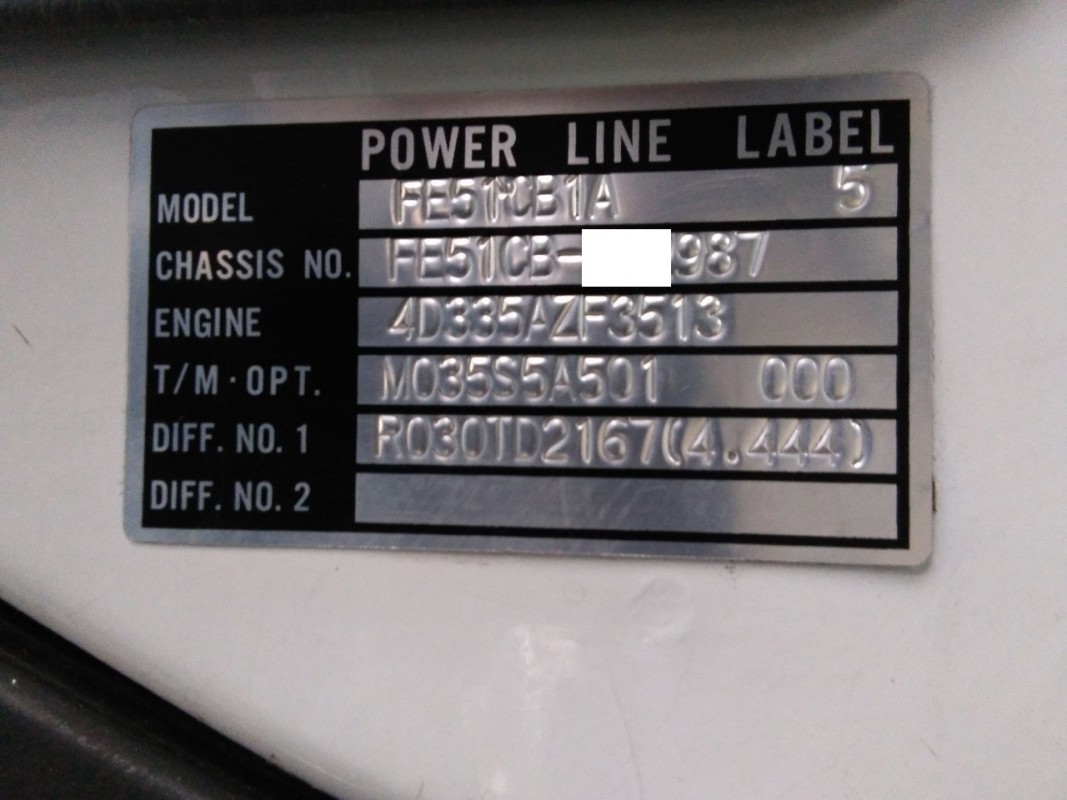 POWER LINE LABEL
MODEL FE51CB1A 5
CHASSIS NO. FE51CB- 987
ENGINE 4D335AZF3513
T/M·OPT. M035S5A501 000
DIFF. NO. 1 R030TD2167(4.444)
DIFF. NO. 2